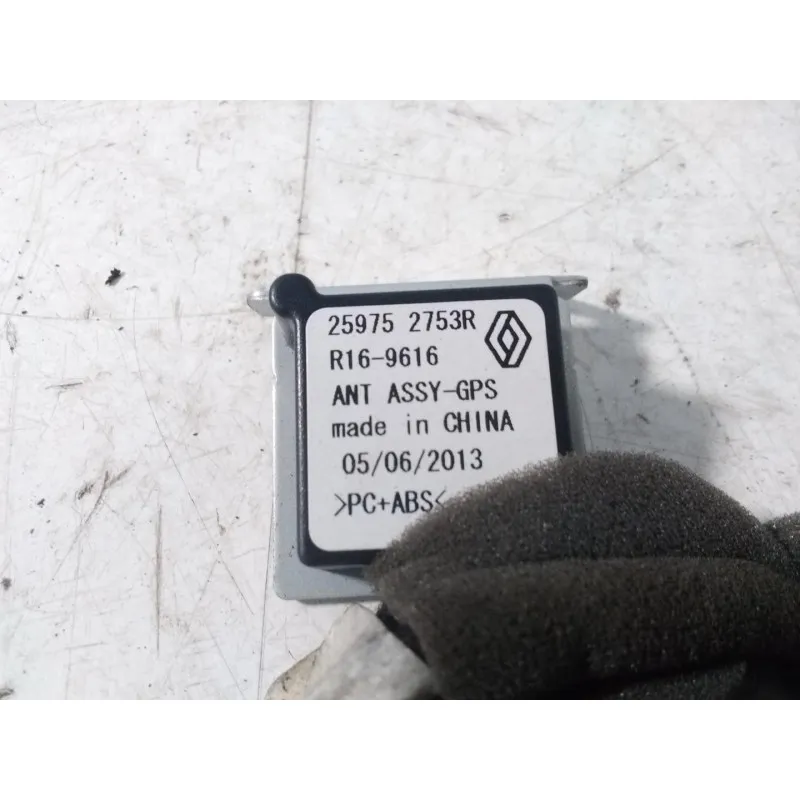 25975 2753R
R16-9616
ANT ASSY-GPS
made in CHINA
05/06/2013
>PC+ABS<